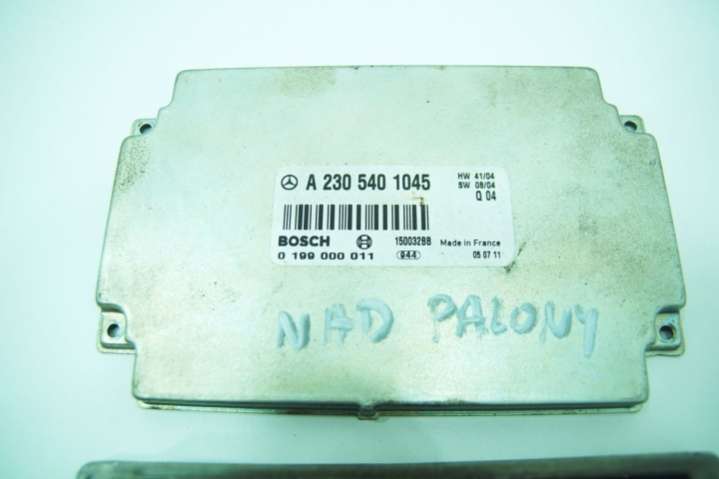 A 230 540 1045
HW 41/04
SW 08/04
Q 04
BOSCH
15003288
Made in France
0 199 000 011
944
05 07 11
NAD PALONY